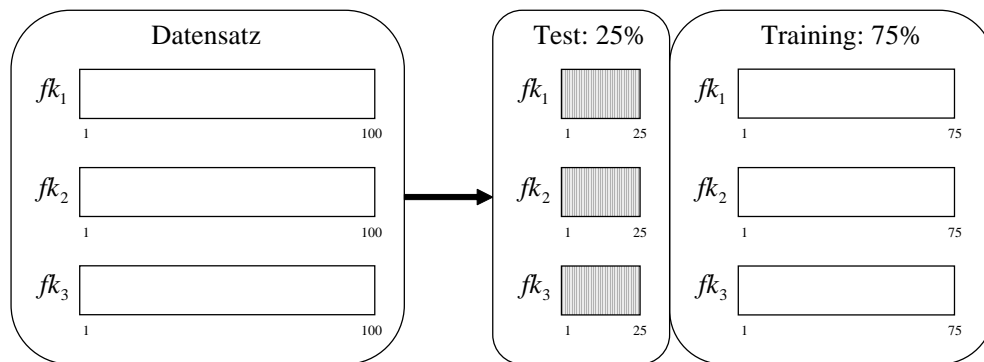 Datensatz
fk₁
1 100
fk₂
1 100
fk₃
1 100
Test: 25%
fk₁
1 25
fk₂
1 25
fk₃
1 25
Training: 75%
fk₁
1 75
fk₂
1 75
fk₃
1 75